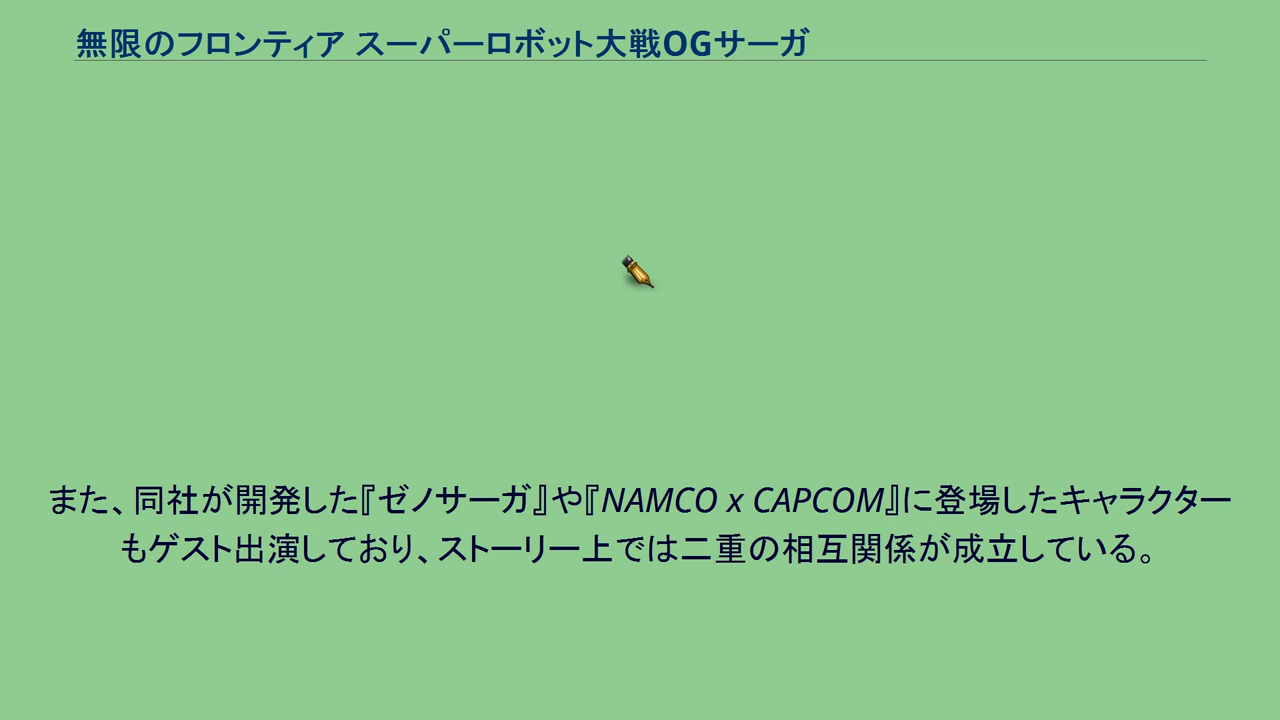 無限のフロンティア スーパーロボット大戦OGサーガ
また、同社が開発した『ゼノサーガ』や『NAMCO x CAPCOM』に登場したキャラクター
もゲスト出演しており、ストーリー上では二重の相互関係が成立している。